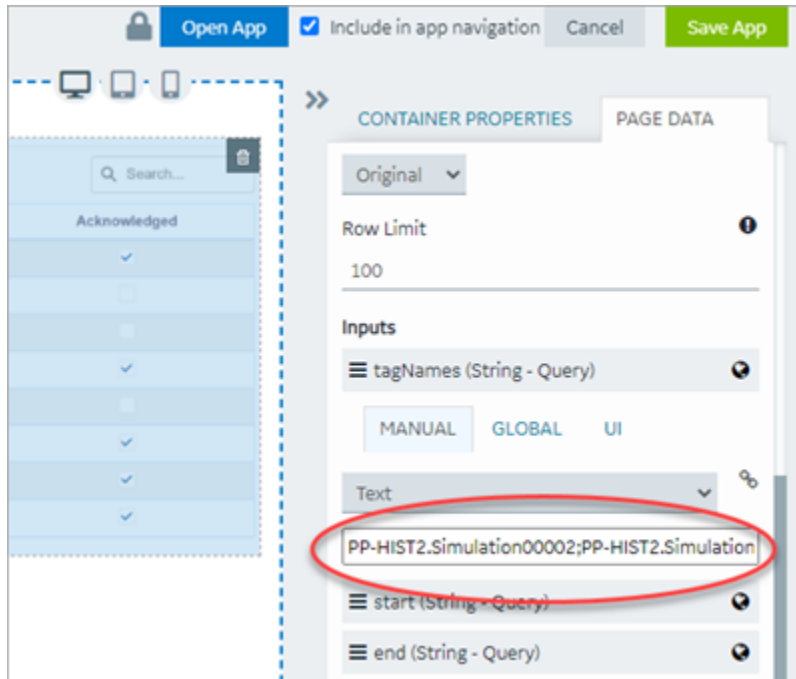 Open App
Include in app navigation
Cancel
Save App
CONTAINER PROPERTIES
PAGE DATA
Search...
Acknowledged
Original
Row Limit
100
Inputs
tagNames (String - Query)
MANUAL
GLOBAL
UI
Text
PP-HIST2.Simulation00002;PP-HIST2.Simulation
start (String - Query)
end (String - Query)